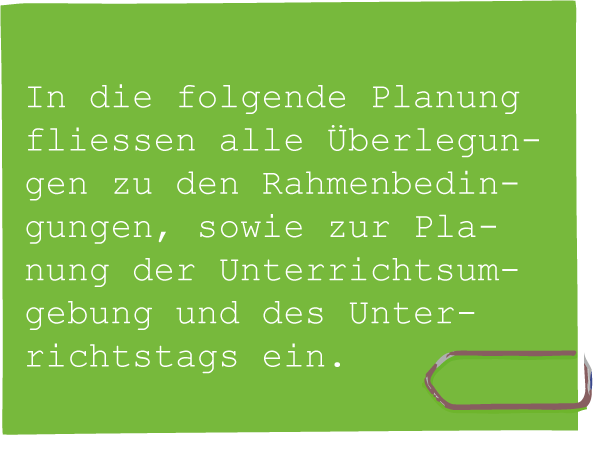 In die folgende Planung
fliessen alle Überlegun-
gen zu den Rahmenbedin-
gungen, sowie zur Pla-
nung der Unterrichtsum-
gebung und des Unter-
richtstags ein.